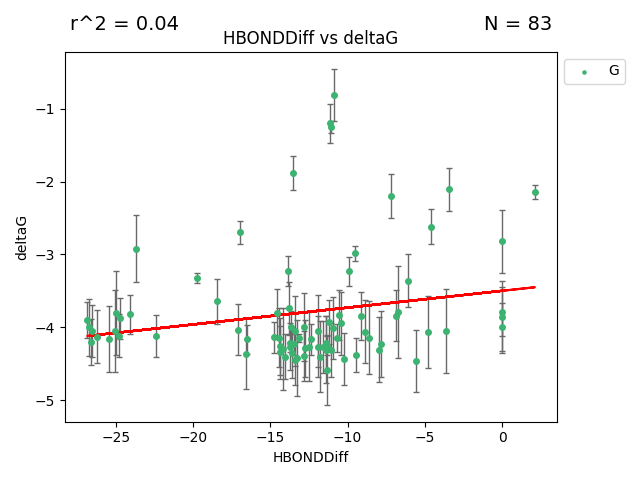 r^2 = 0.04
N = 83
HBONDDiff vs deltaG
G
−1
−2
−3
−4
−5
deltaG
−25
−20
−15
−10
−5
0
HBONDDiff